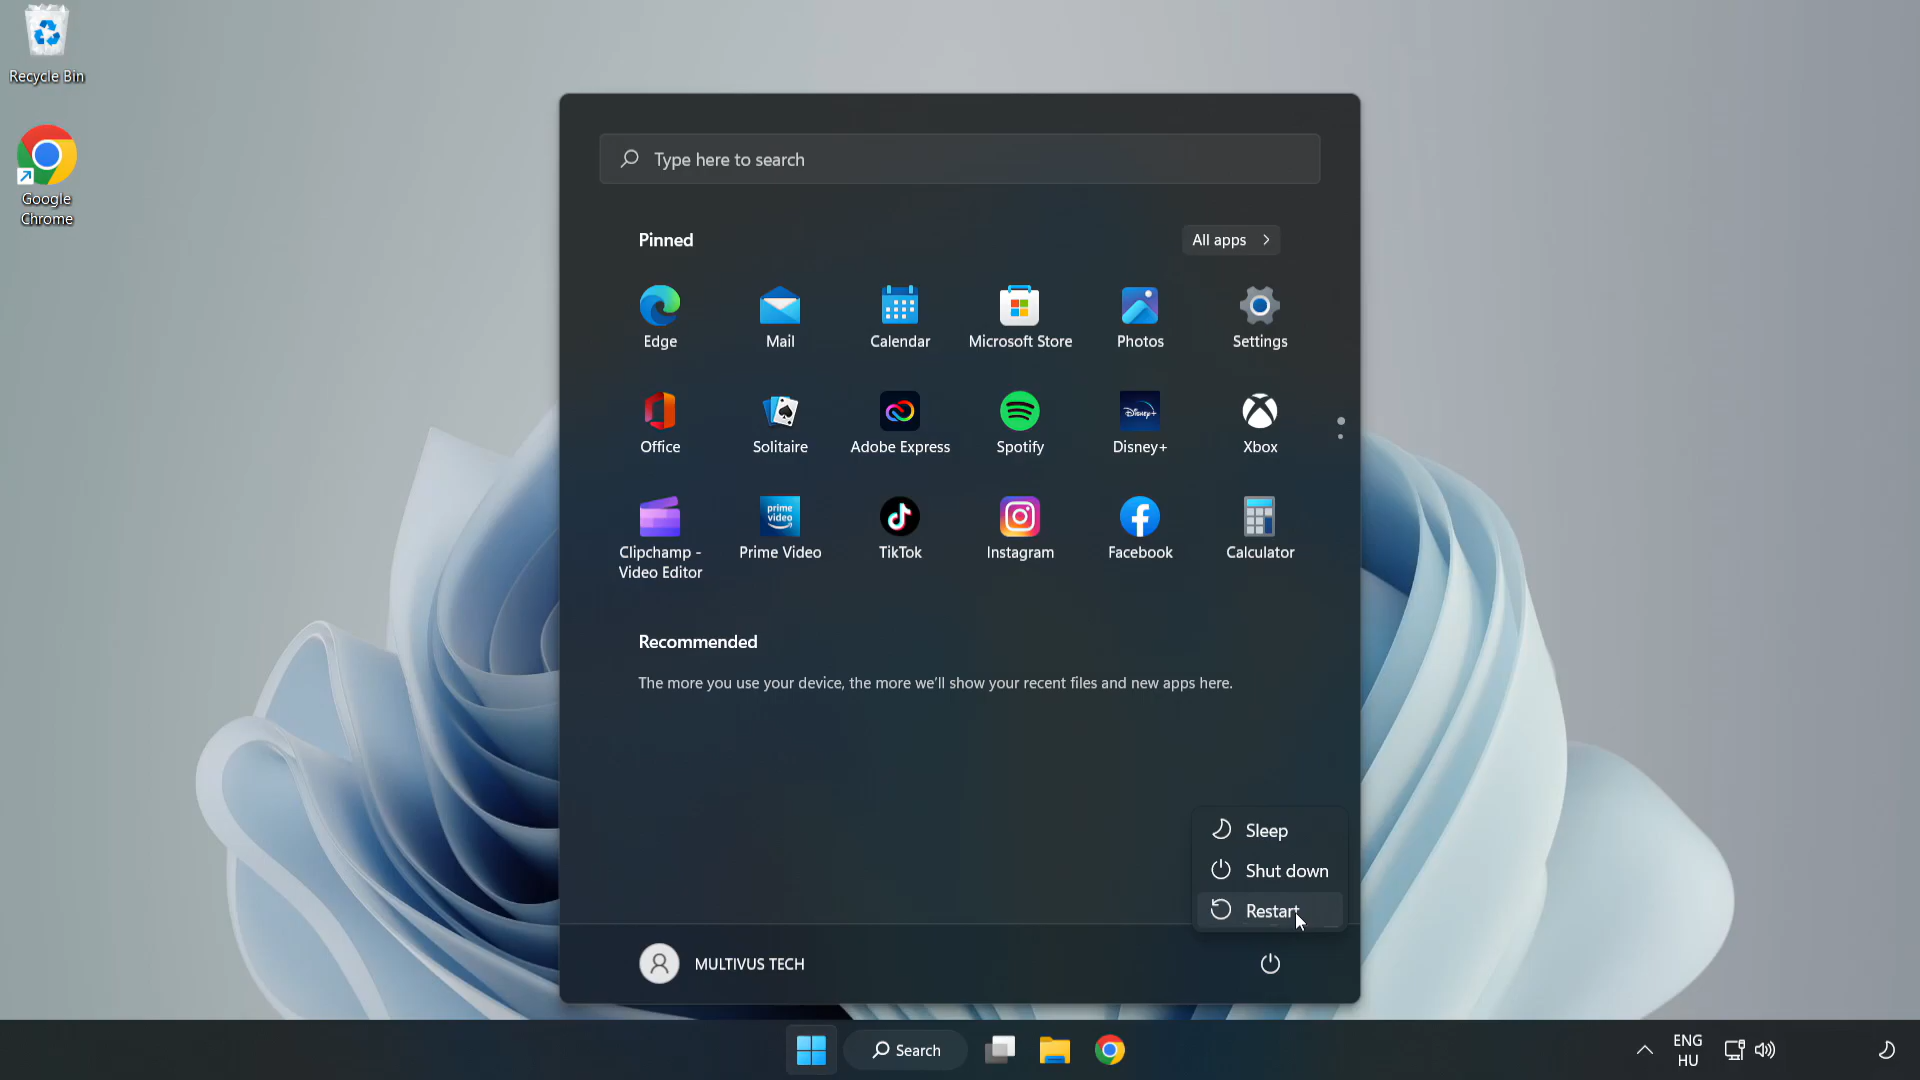 Recycle Bin
Google
Chrome
Type here to search
Pinned
All apps
Edge
Mail
Calendar
Microsoft Store
Photos
Settings
Office
Solitaire
Adobe Express
Disney+
Spotify
Disney+
Xbox
prime
video
Clipchamp -
Video Editor
Prime Video
TikTok
Instagram
Facebook
Calculator
Recommended
The more you use your device, the more we'll show your recent files and new apps here.
Sleep
Shut down
Restart
MULTIVUS TECH
Search
ENG
HU